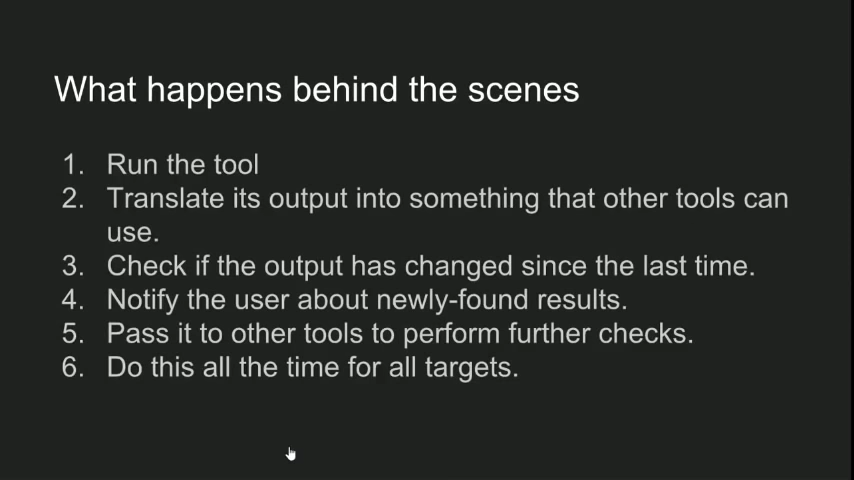 What happens behind the scenes
1. Run the tool
2. Translate its output into something that other tools can
use.
3. Check if the output has changed since the last time.
4. Notify the user about newly-found results.
5. Pass it to other tools to perform further checks.
6. Do this all the time for all targets.